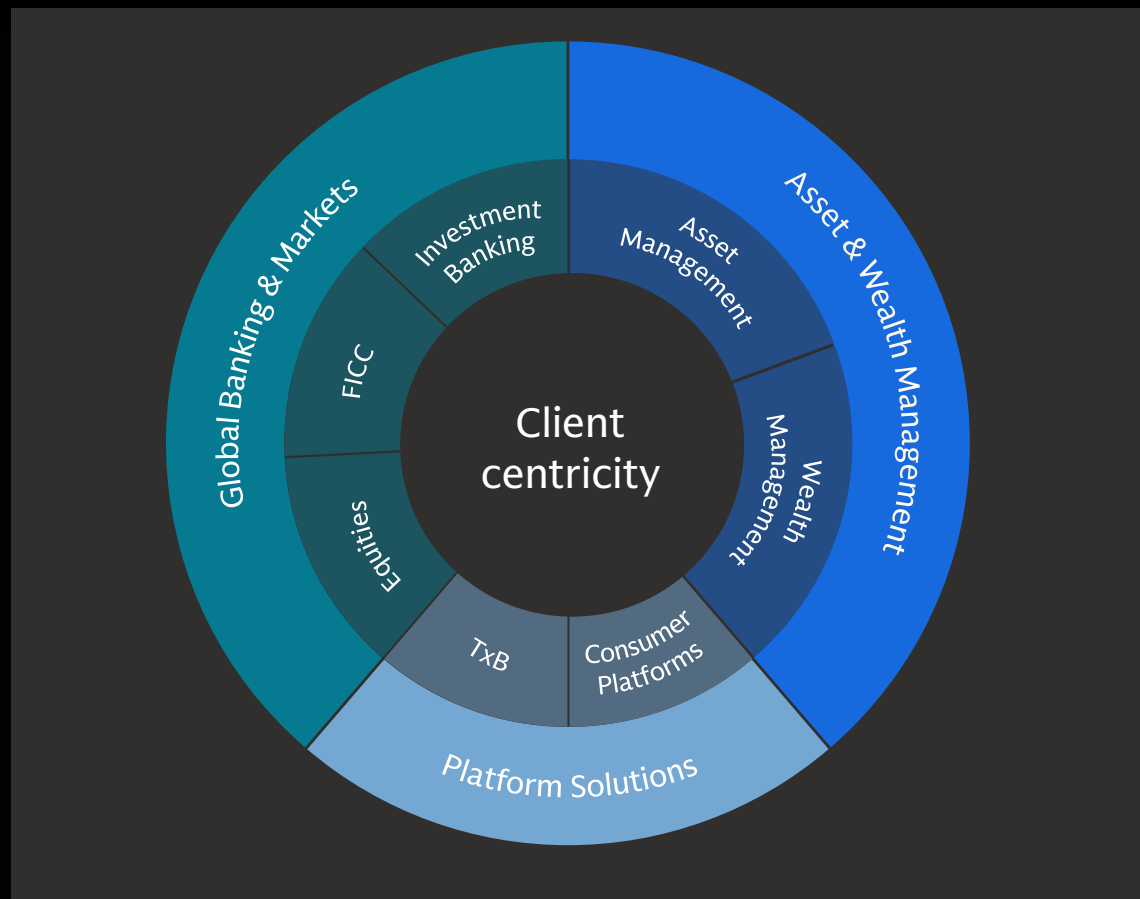 Global Banking & Markets
Investment
Banking
FICC
Equities
Asset & Wealth Management
Asset
Management
Wealth
Management
Client
centricity
TxB
Consumer
Platforms
Platform Solutions